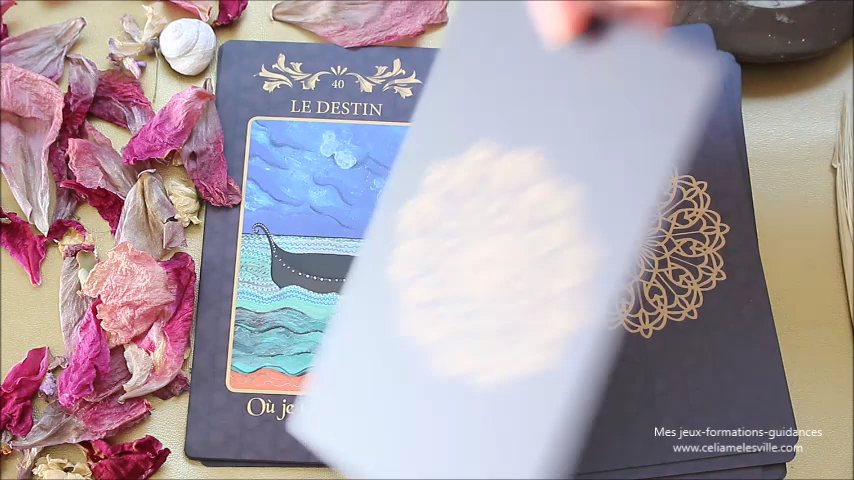 40
LE DESTIN
Où je
Mes jeux-formations-guidances
www.celiamelesville.com